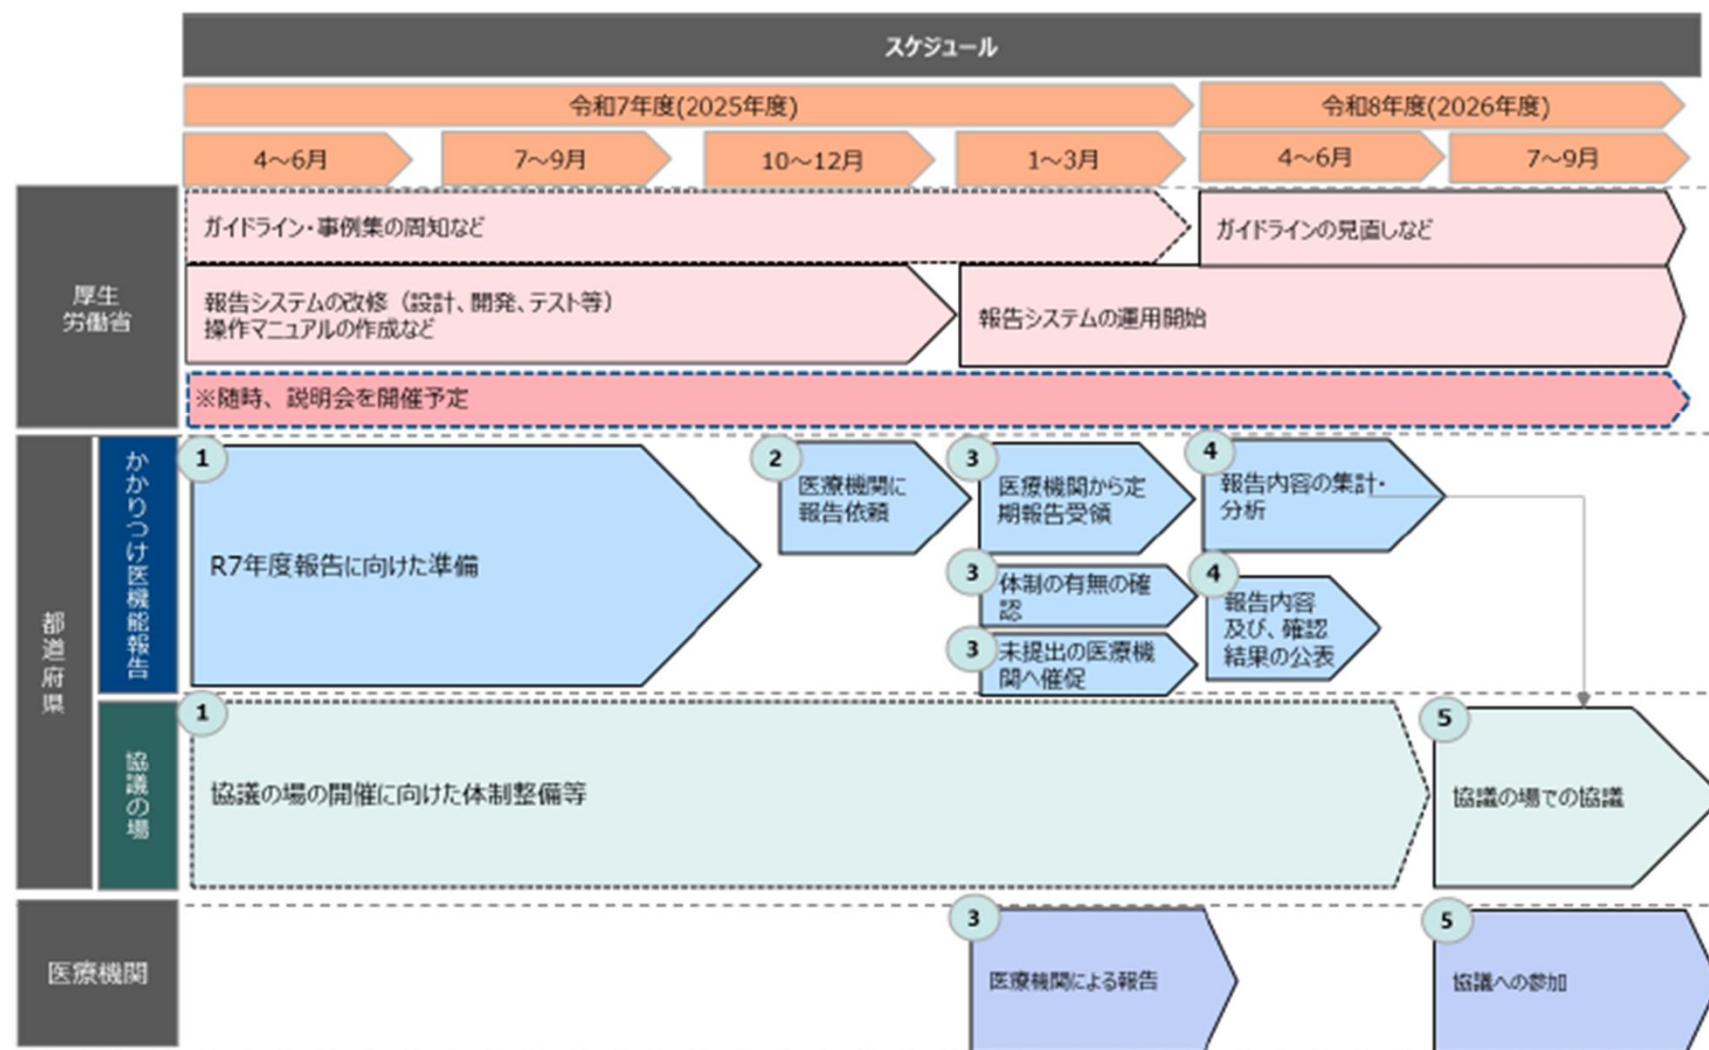 スケジュール
令和7年度(2025年度)
令和8年度(2026年度)
4～6月
7～9月
10～12月
1～3月
4～6月
7～9月
厚生
労働省
ガイドライン・事例集の周知など
ガイドラインの見直しなど
報告システムの改修（設計、開発、テスト等）
操作マニュアルの作成など
報告システムの運用開始
※随時、説明会を開催予定
都道府県
かかりつけ医機能報告
1
R7年度報告に向けた準備
2
医療機関に
報告依頼
3
医療機関から定
期報告受領
3
体制の有無の確
認
3
未提出の医療機
関へ催促
4
報告内容の集計・
分析
4
報告内容
及び、確認
結果の公表
協議の場
1
協議の場の開催に向けた体制整備等
5
協議の場での協議
医療機関
3
医療機関による報告
5
協議への参加